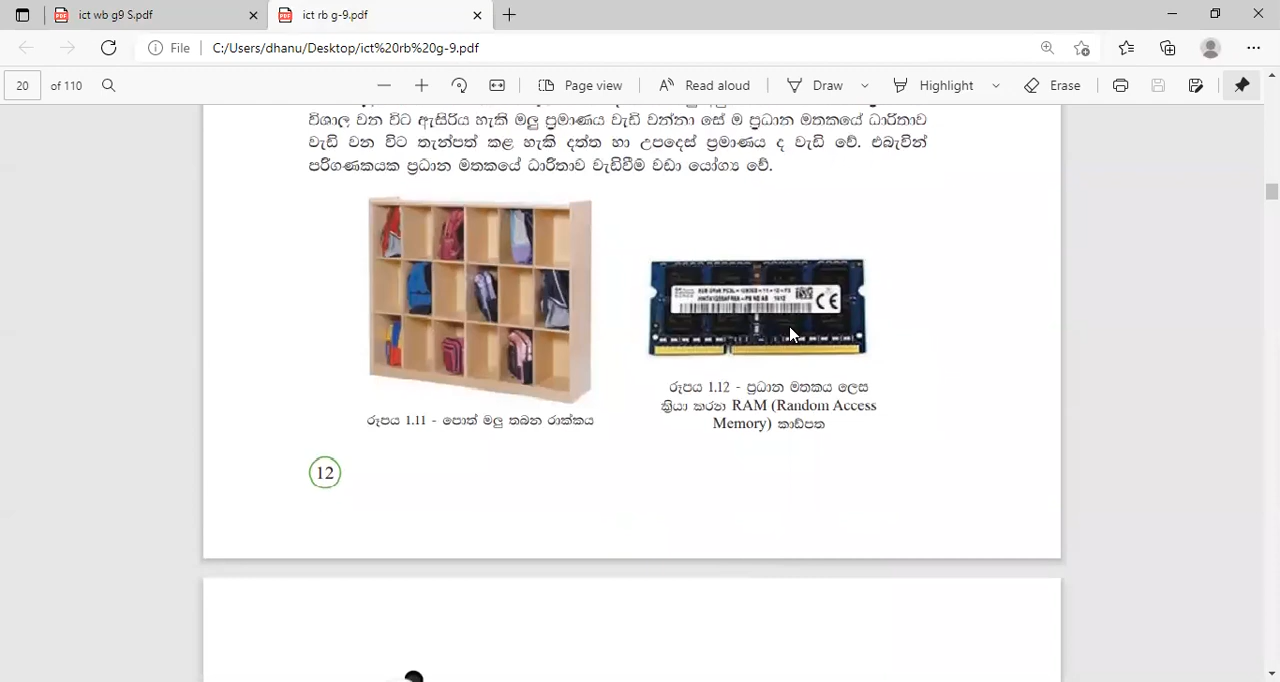 ict wb g9 S.pdf
ict rb g-9.pdf
File
C:/Users/dhanu/Desktop/ict%20rb%20g-9.pdf
20 of 110
Page view
Read aloud
Draw
Highlight
Erase
විශාල වන විට ඇසිරිය හැකි මලු ප්‍රමාණය වැඩි වන්නා සේ ම ප්‍රධාන මතකයේ ධාරිතාව
වැඩි වන විට තැන්පත් කළ හැකි දත්ත හා උපදෙස් ප්‍රමාණය ද වැඩි වේ. එබැවින්
පරිගණකයක ප්‍රධාන මතකයේ ධාරිතාව වැඩිවීම වඩා යෝග්‍ය වේ.
රූපය 1.11 - පොත් මලු තබන රාක්කය
රූපය 1.12 - ප්‍රධාන මතකය ලෙස
ක්‍රියා කරන RAM (Random Access
Memory) කාඩ්පත
12